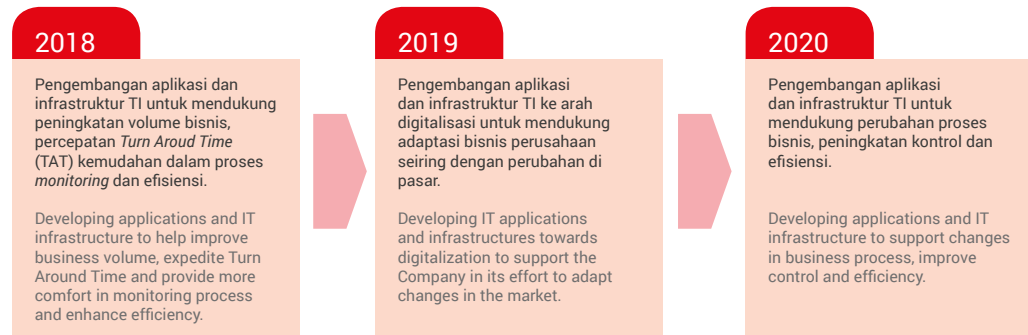 2018
Pengembangan aplikasi dan
infrastruktur TI untuk mendukung
peningkatan volume bisnis,
percepatan Turn Aroud Time
(TAT) kemudahan dalam proses
monitoring dan efisiensi.
Developing applications and IT
infrastructure to help improve
business volume, expedite Turn
Around Time and provide more
comfort in monitoring process
and enhance efficiency.
2019
Pengembangan aplikasi
dan infrastruktur TI ke arah
digitalisasi untuk mendukung
adaptasi bisnis perusahaan
seiring dengan perubahan di
pasar.
Developing IT applications
and infrastructures towards
digitalization to support the
Company in its effort to adapt
changes in the market.
2020
Pengembangan aplikasi
dan infrastruktur TI untuk
mendukung perubahan proses
bisnis, peningkatan kontrol dan
efisiensi.
Developing applications and IT
infrastructure to support changes
in business process, improve
control and efficiency.